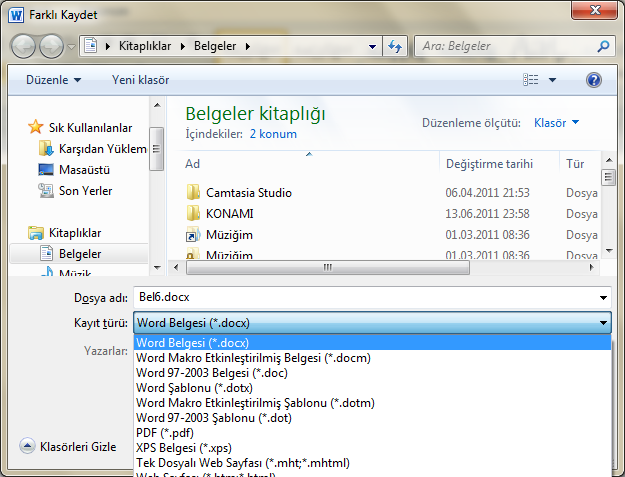 Farklı Kaydet
Kitaplıklar Belgeler
Ara: Belgeler
Düzenle
Yeni klasör
Sık Kullanılanlar
Karşıdan Yüklem
Masaüstü
Son Yerler
Kitaplıklar
Belgeler
Müzik
Belgeler kitaplığı
İçindekiler: 2 konum
Düzenleme ölçütü: Klasör
Ad Değiştirme tarihi Tür
Camtasia Studio 06.04.2011 21:53 Dosya
KONAMI 13.06.2011 23:58 Dosya
Müziğim 01.03.2011 08:36 Dosya
Müziğim 01.03.2011 08:36 Dosya
Dosya adı: Bel6.docx
Kayıt türü: Word Belgesi (*.docx)
Yazarlar:
Word Belgesi (*.docx)
Word Makro Etkinleştirilmiş Belgesi (*.docm)
Word 97-2003 Belgesi (*.doc)
Word Şablonu (*.dotx)
Word Makro Etkinleştirilmiş Şablonu (*.dotm)
Word 97-2003 Şablonu (*.dot)
PDF (*.pdf)
XPS Belgesi (*.xps)
Tek Dosyalı Web Sayfası (*.mht;*.mhtml)
Web Sayfası (*.htm;*.html)
Klasörleri Gizle